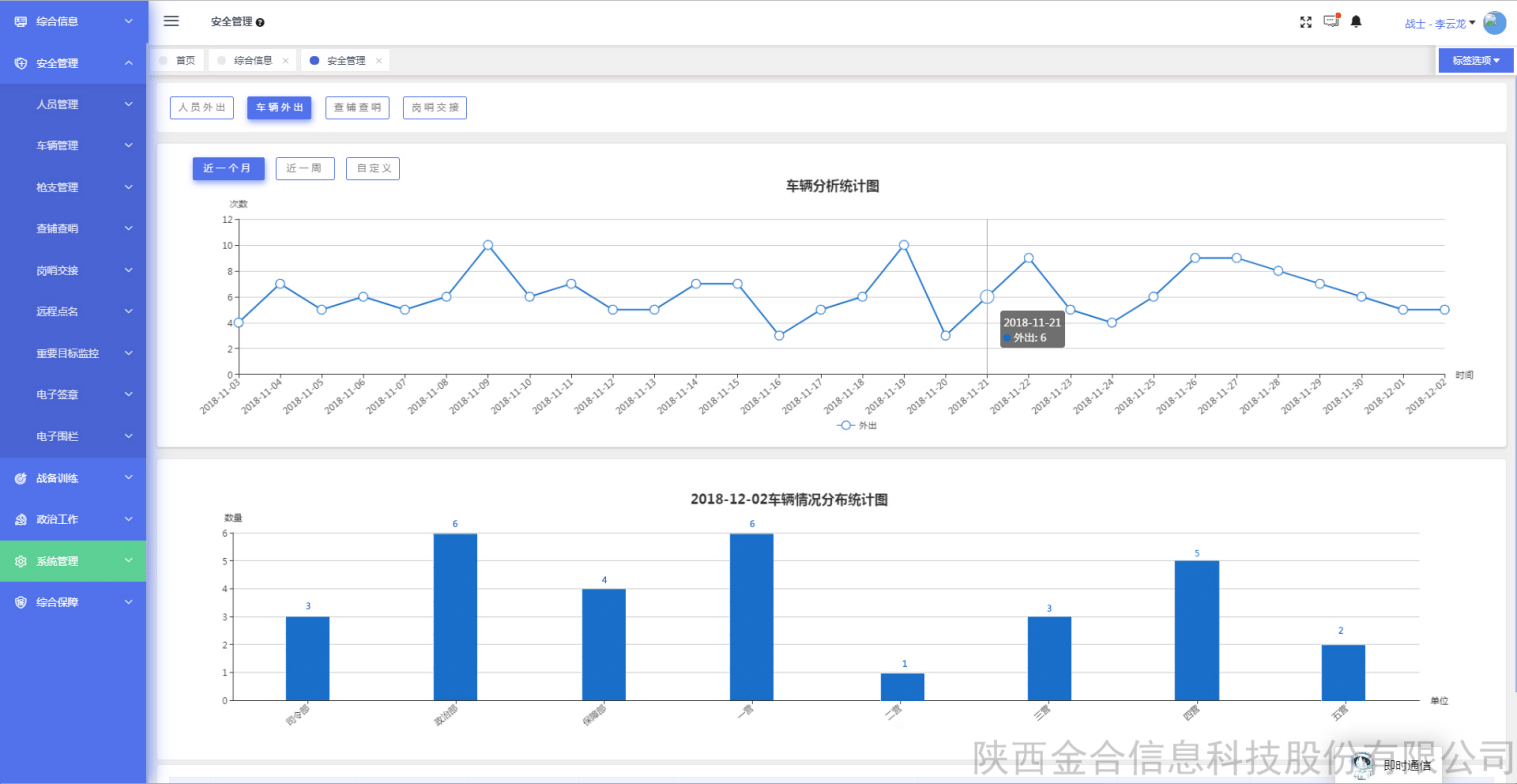 综合信息
安全管理
人员管理
车辆管理
枪支管理
查铺查哨
岗哨交接
远程点名
重要目标监控
电子签章
电子围栏
战备训练
政治工作
系统管理
综合保障
安全管理
战士 - 李云龙
首页
综合信息 ×
安全管理 ×
标签选项
人员外出
车辆外出
查铺查哨
岗哨交接
近一个月
近一周
自定义
车辆分析统计图
次数
12
10
8
6
4
2
0
2018-11-21
外出: 6
2018-11-03
2018-11-04
2018-11-05
2018-11-06
2018-11-07
2018-11-08
2018-11-09
2018-11-10
2018-11-11
2018-11-12
2018-11-13
2018-11-14
2018-11-15
2018-11-16
2018-11-17
2018-11-18
2018-11-19
2018-11-20
2018-11-21
2018-11-22
2018-11-23
2018-11-24
2018-11-25
2018-11-26
2018-11-27
2018-11-28
2018-11-29
2018-11-30
2018-12-01
2018-12-02
时间
外出
2018-12-02车辆情况分布统计图
数量
6
5
4
3
2
1
0
3
6
4
6
1
3
5
2
司令部
政治部
保障部
一营
二营
三营
四营
五营
单位
陕西金合信息科技股份有限公司
即时通信